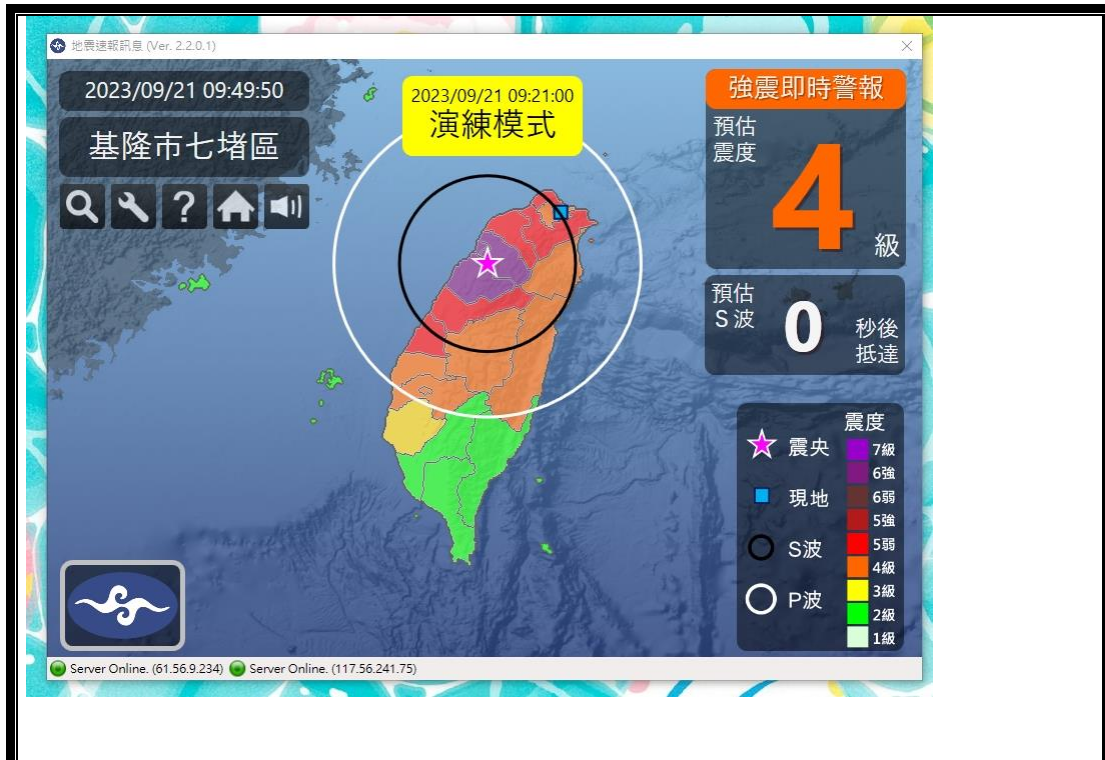 地震速報訊息 (Ver. 2.2.0.1)
2023/09/21 09:49:50
基隆市七堵區
?
2023/09/21 09:21:00
演練模式
強震即時警報
預估
震度
4
級
預估
S波
0
秒後
抵達
震度
震央
現地
S波
P波
7級
6強
6弱
5強
5弱
4級
3級
2級
1級
Server Online. (61.56.9.234)
Server Online. (117.56.241.75)